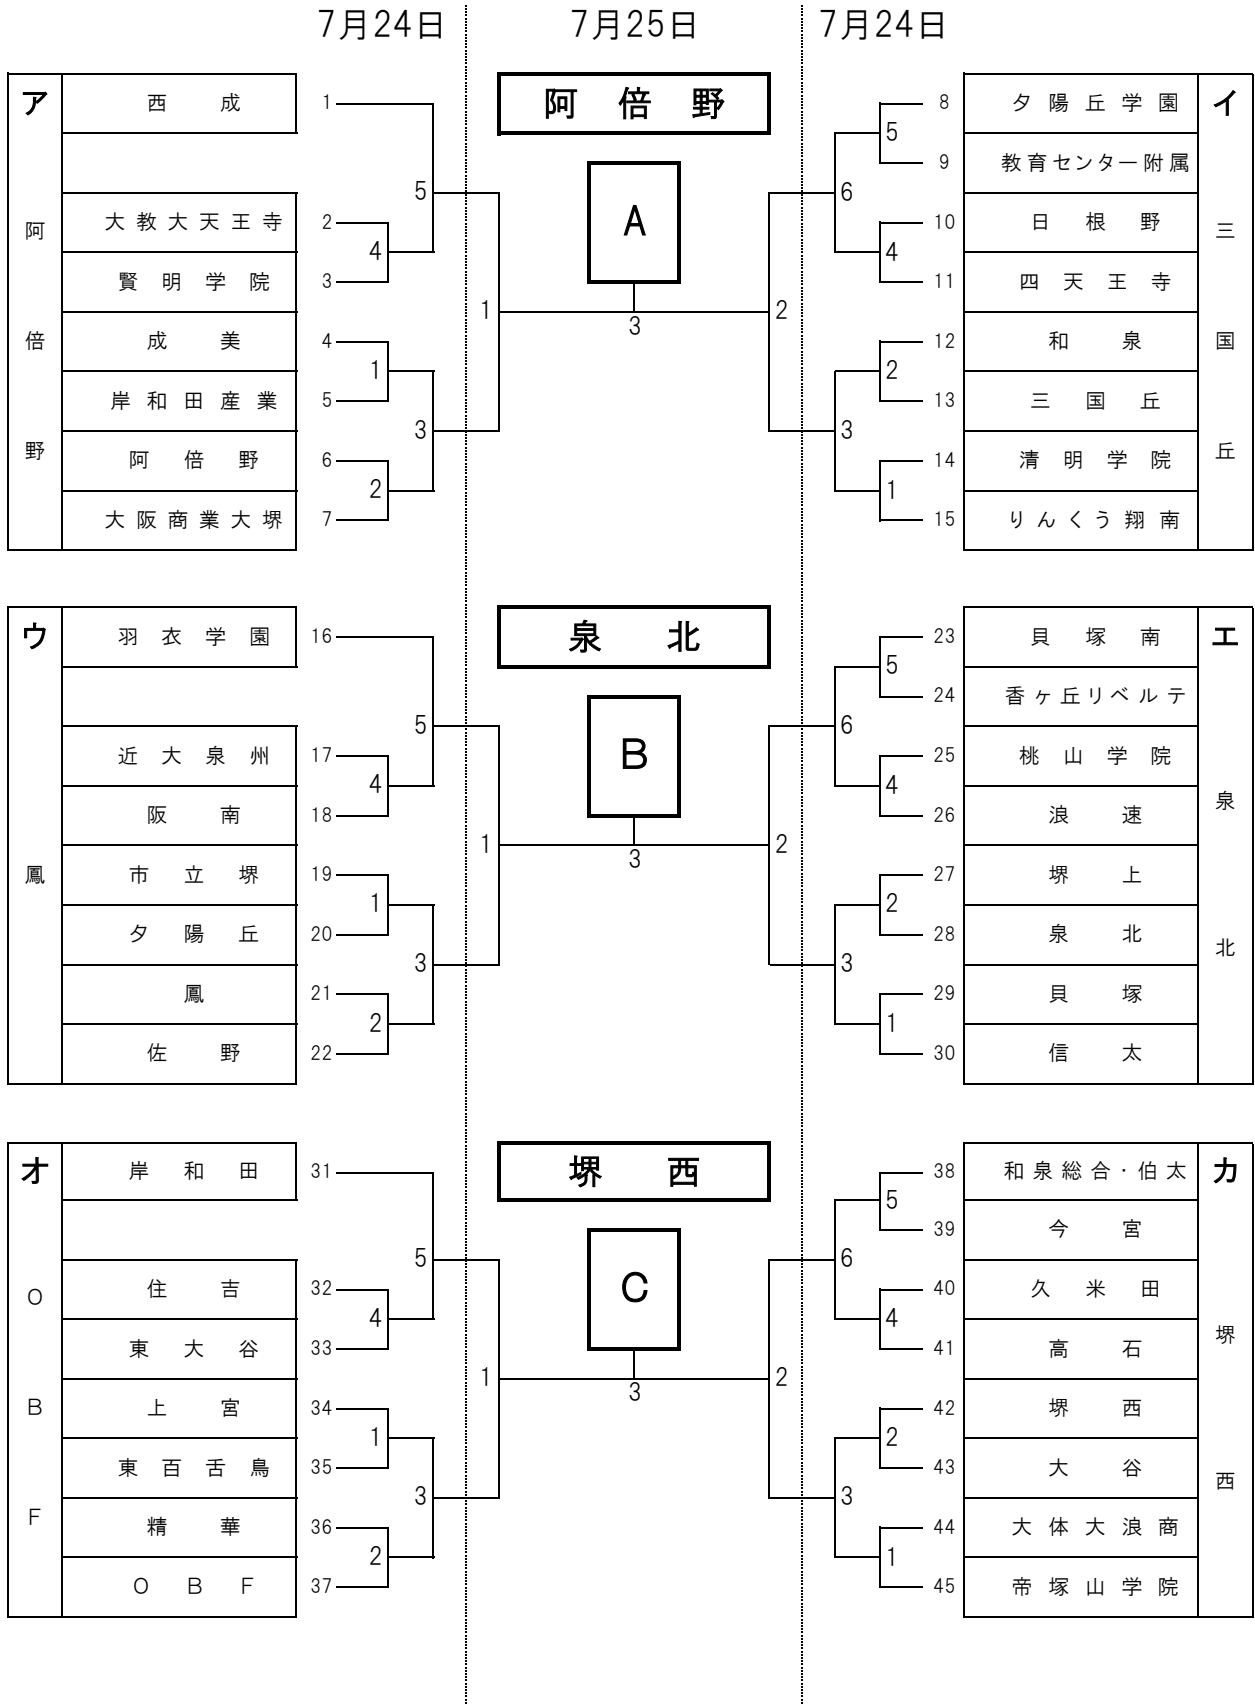 7月24日 7月25日 7月24日
阿倍野
A
ア
阿倍野
西成 1
大教大天王寺 2
賢明学院 3
成美 4
岸和田産業 5
阿倍野 6
大阪商業大堺 7
5
4
1
3
2
1
3
2
イ
三国丘
8 夕陽丘学園
9 教育センター附属
10 日根野
11 四天王寺
12 和泉
13 三国丘
14 清明学院
15 りんくう翔南
5
6
4
2
3
1
泉北
B
ウ
鳳
羽衣学園 16
近大泉州 17
阪南 18
市立堺 19
夕陽丘 20
鳳 21
佐野 22
5
4
1
3
2
1
3
2
エ
泉北
23 貝塚南
24 香ヶ丘リベルテ
25 桃山学院
26 浪速
27 堺上
28 泉北
29 貝塚
30 信太
5
6
4
2
3
1
堺西
C
オ
OBF
岸和田 31
住吉 32
東大谷 33
上宮 34
東百舌鳥 35
精華 36
OBF 37
5
4
1
3
2
1
3
2
カ
堺西
38 和泉総合・伯太
39 今宮
40 久米田
41 高石
42 堺西
43 大谷
44 大体大浪商
45 帝塚山学院
5
6
4
2
3
1